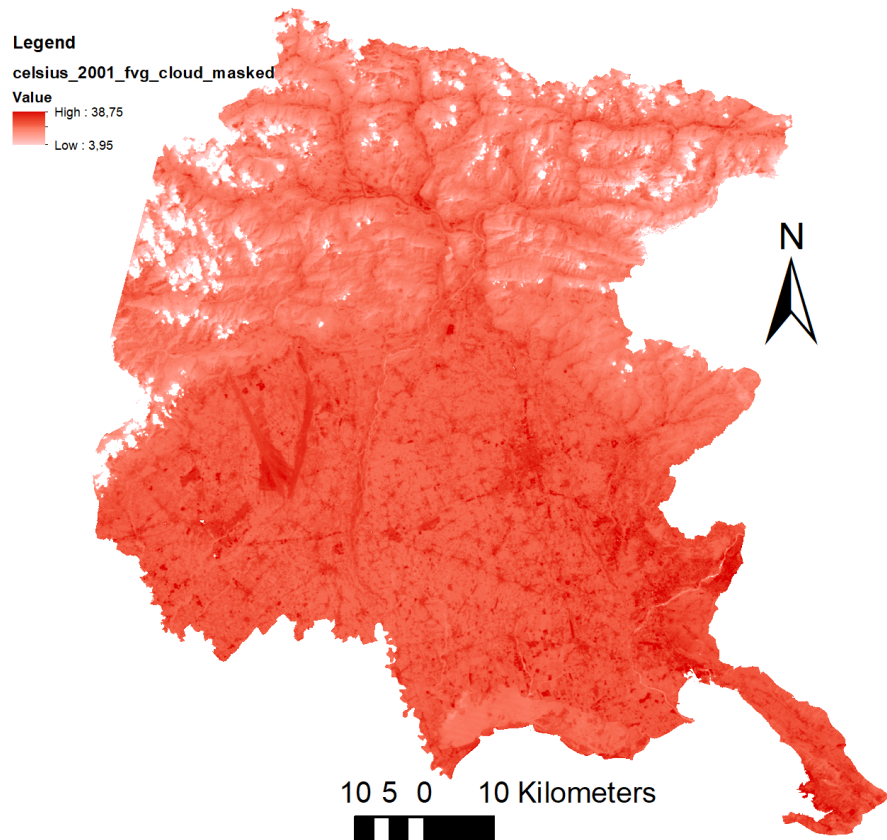 Legend
celsius_2001_fvg_cloud_masked
Value
High : 38,75
Low : 3,95
N
10 5 0 10 Kilometers